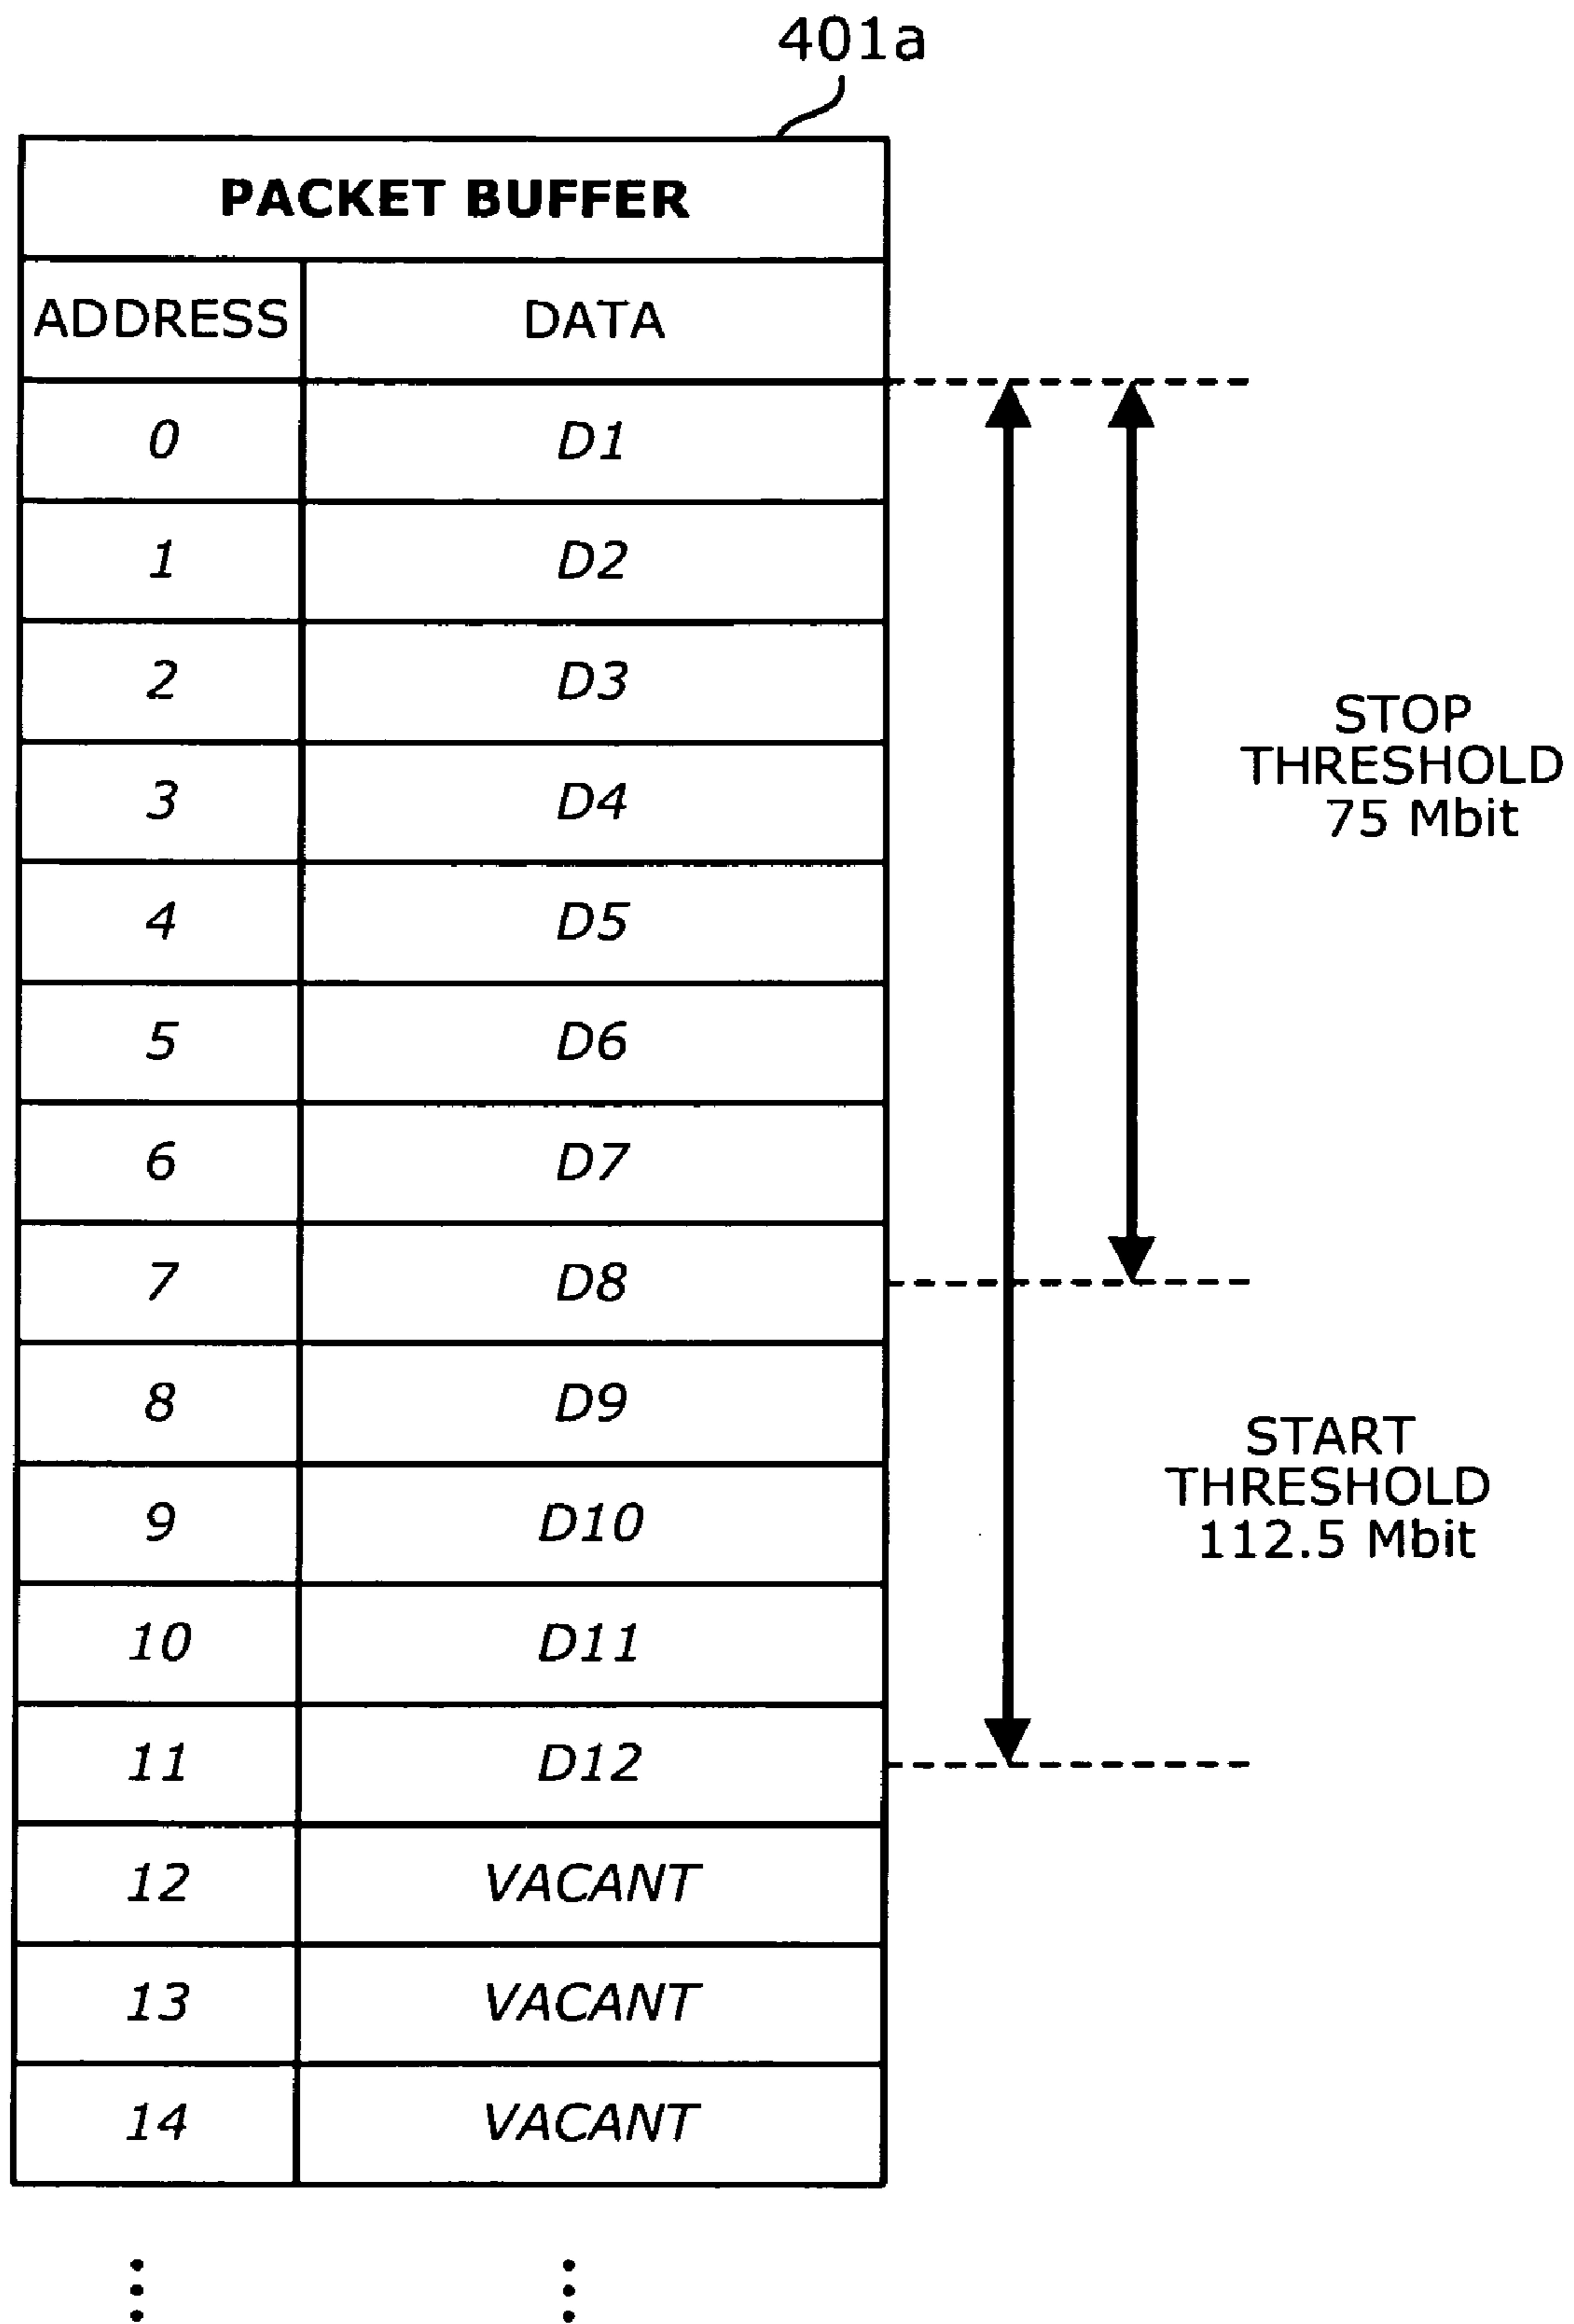 401a
PACKET BUFFER
ADDRESS DATA
0 D1
1 D2
2 D3
3 D4
4 D5
5 D6
6 D7
7 D8
8 D9
9 D10
10 D11
11 D12
12 VACANT
13 VACANT
14 VACANT
STOP
THRESHOLD
75 Mbit
START
THRESHOLD
112.5 Mbit